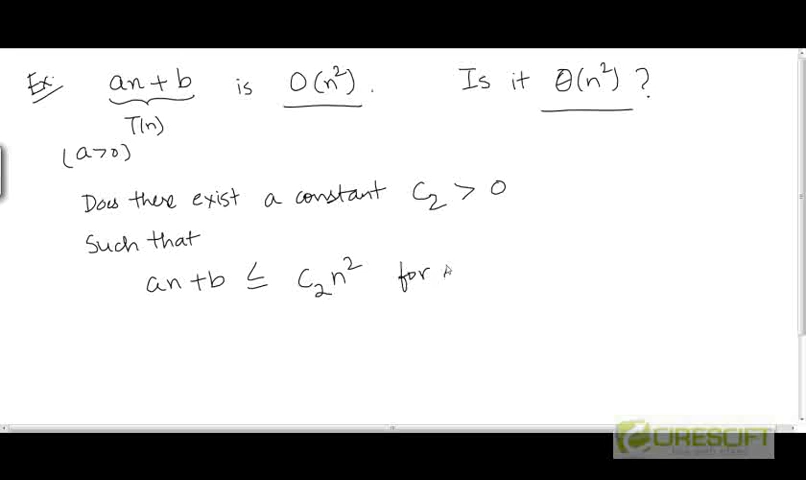 Ex: an + b is O(n²). Is it Θ(n²)?
T(n)
(a>0)
Does there exist a constant C₂ > 0
Such that
an + b ≤ C₂n² for
CIRESCIFT